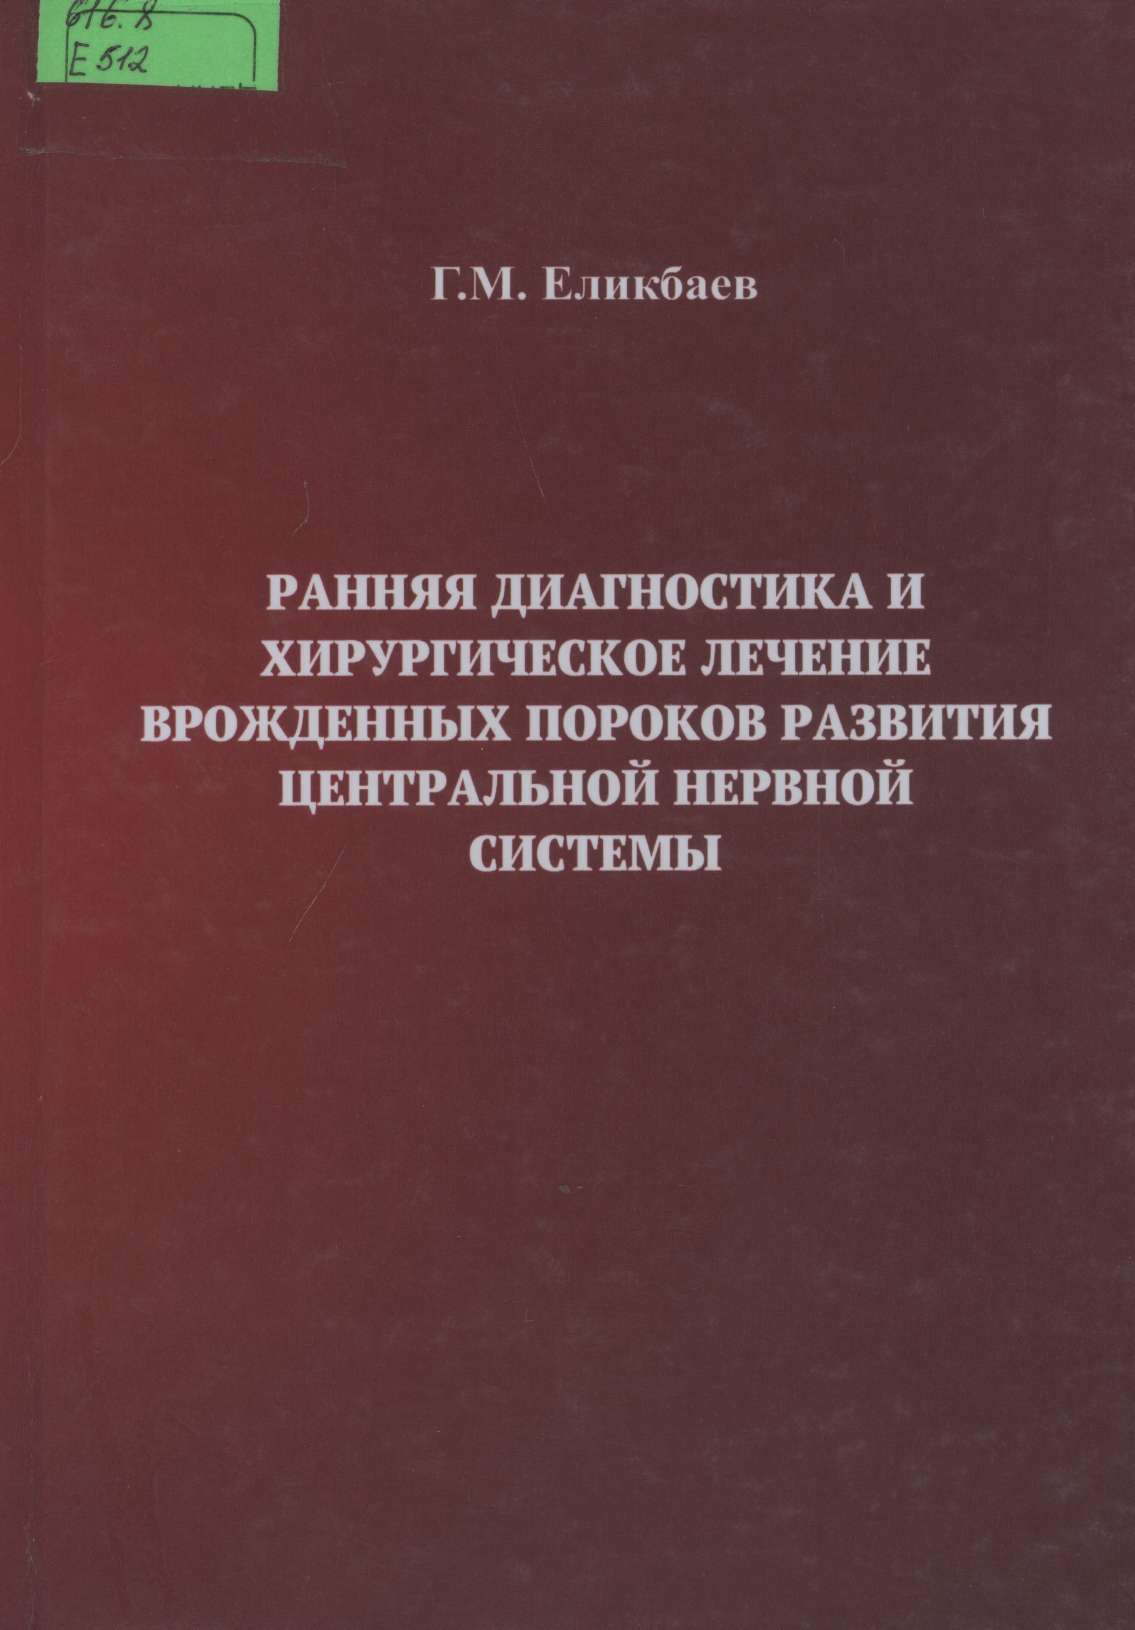 616.8
Е 512
Г.М. Еликбаев
РАННЯЯ ДИАГНОСТИКА И
ХИРУРГИЧЕСКОЕ ЛЕЧЕНИЕ
ВРОЖДЕННЫХ ПОРОКОВ РАЗВИТИЯ
ЦЕНТРАЛЬНОЙ НЕРВНОЙ
СИСТЕМЫ